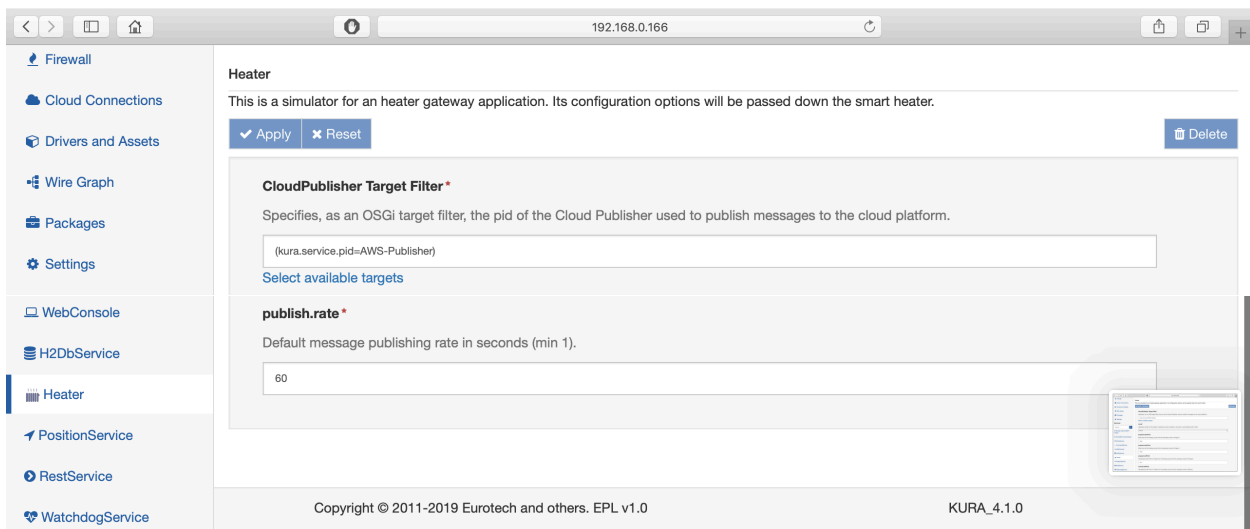 192.168.0.166
Firewall
Cloud Connections
Drivers and Assets
Wire Graph
Packages
Settings
WebConsole
H2DbService
Heater
PositionService
RestService
WatchdogService
Heater
This is a simulator for an heater gateway application. Its configuration options will be passed down the smart heater.
Apply Reset Delete
CloudPublisher Target Filter*
Specifies, as an OSGi target filter, the pid of the Cloud Publisher used to publish messages to the cloud platform.
(kura.service.pid=AWS-Publisher)
Select available targets
publish.rate*
Default message publishing rate in seconds (min 1).
60
Copyright © 2011-2019 Eurotech and others. EPL v1.0 KURA_4.1.0